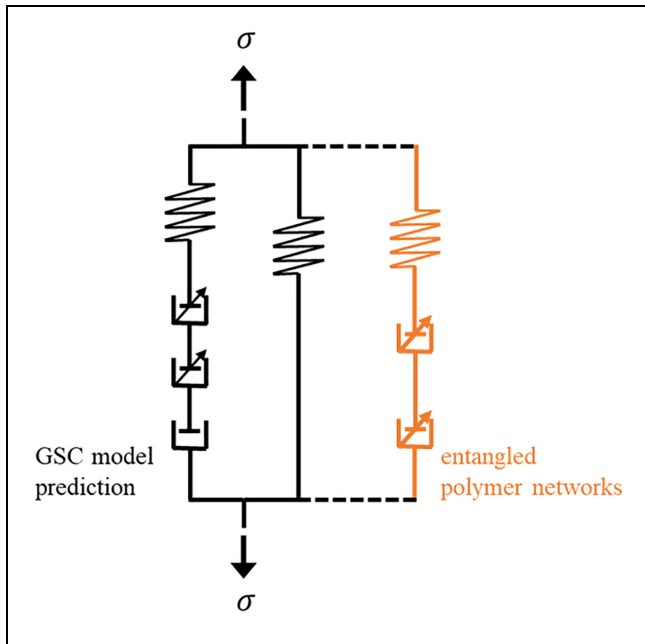 σ
GSC model
prediction
entangled
polymer networks
σ